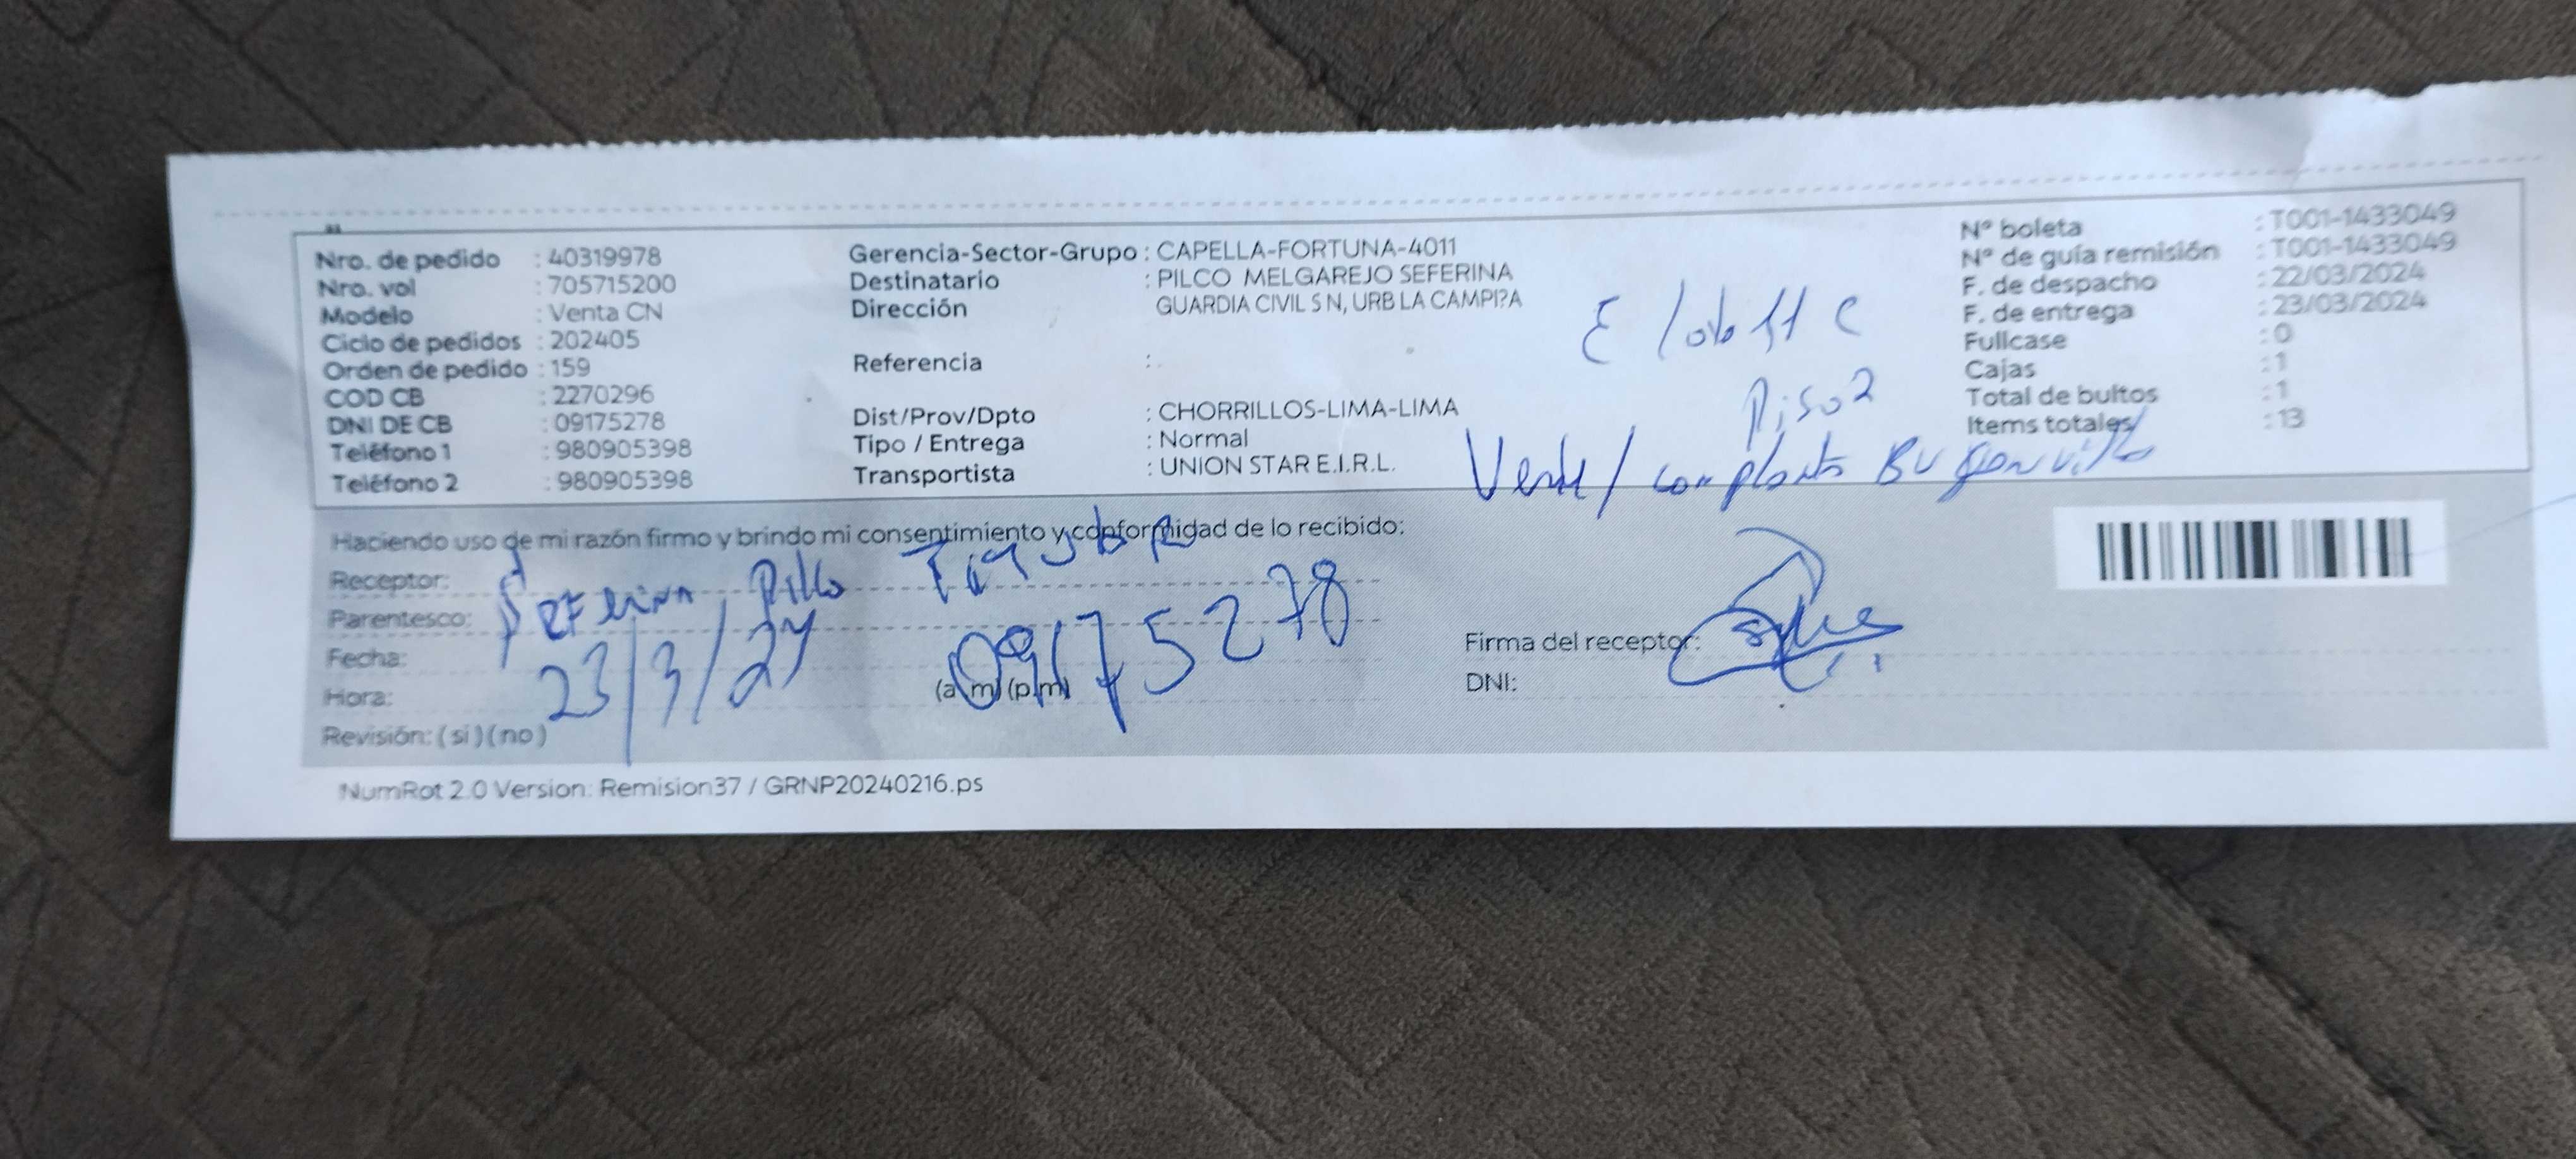 Nro. de pedido : 40319978
Nro. vol : 705715200
Modelo : Venta CN
Ciclo de pedidos : 202405
Orden de pedido : 159
COD CB : 2270296
DNI DE CB : 09175278
Teléfono 1 : 980905398
Teléfono 2 : 980905398
Gerencia-Sector-Grupo : CAPELLA-FORTUNA-4011
Destinatario : PILCO MELGAREJO SEFERINA
Dirección GUARDIA CIVIL S N, URB LA CAMPI?A
Referencia :
Dist/Prov/Dpto : CHORRILLOS-LIMA-LIMA
Tipo / Entrega : Normal
Transportista : UNION STAR E.I.R.L.
N° boleta : T001-1433049
N° de guía remisión : T001-1433049
F. de despacho : 22/03/2024
F. de entrega : 23/03/2024
Fullcase : 0
Cajas : 1
Total de bultos : 1
Items totales : 13
Piso 2
Haciendo uso de mi razón firmo y brindo mi consentimiento y conformidad de lo recibido:
Receptor:
Parentesco: SEFERINA Pilco
Fecha: 23/3/24
09175278
Hora: (a.m) (p.m)
Revisión: (si) (no)
Firma del receptor:
DNI:
NumRot 2.0 Version: Remision37 / GRNP20240216.ps